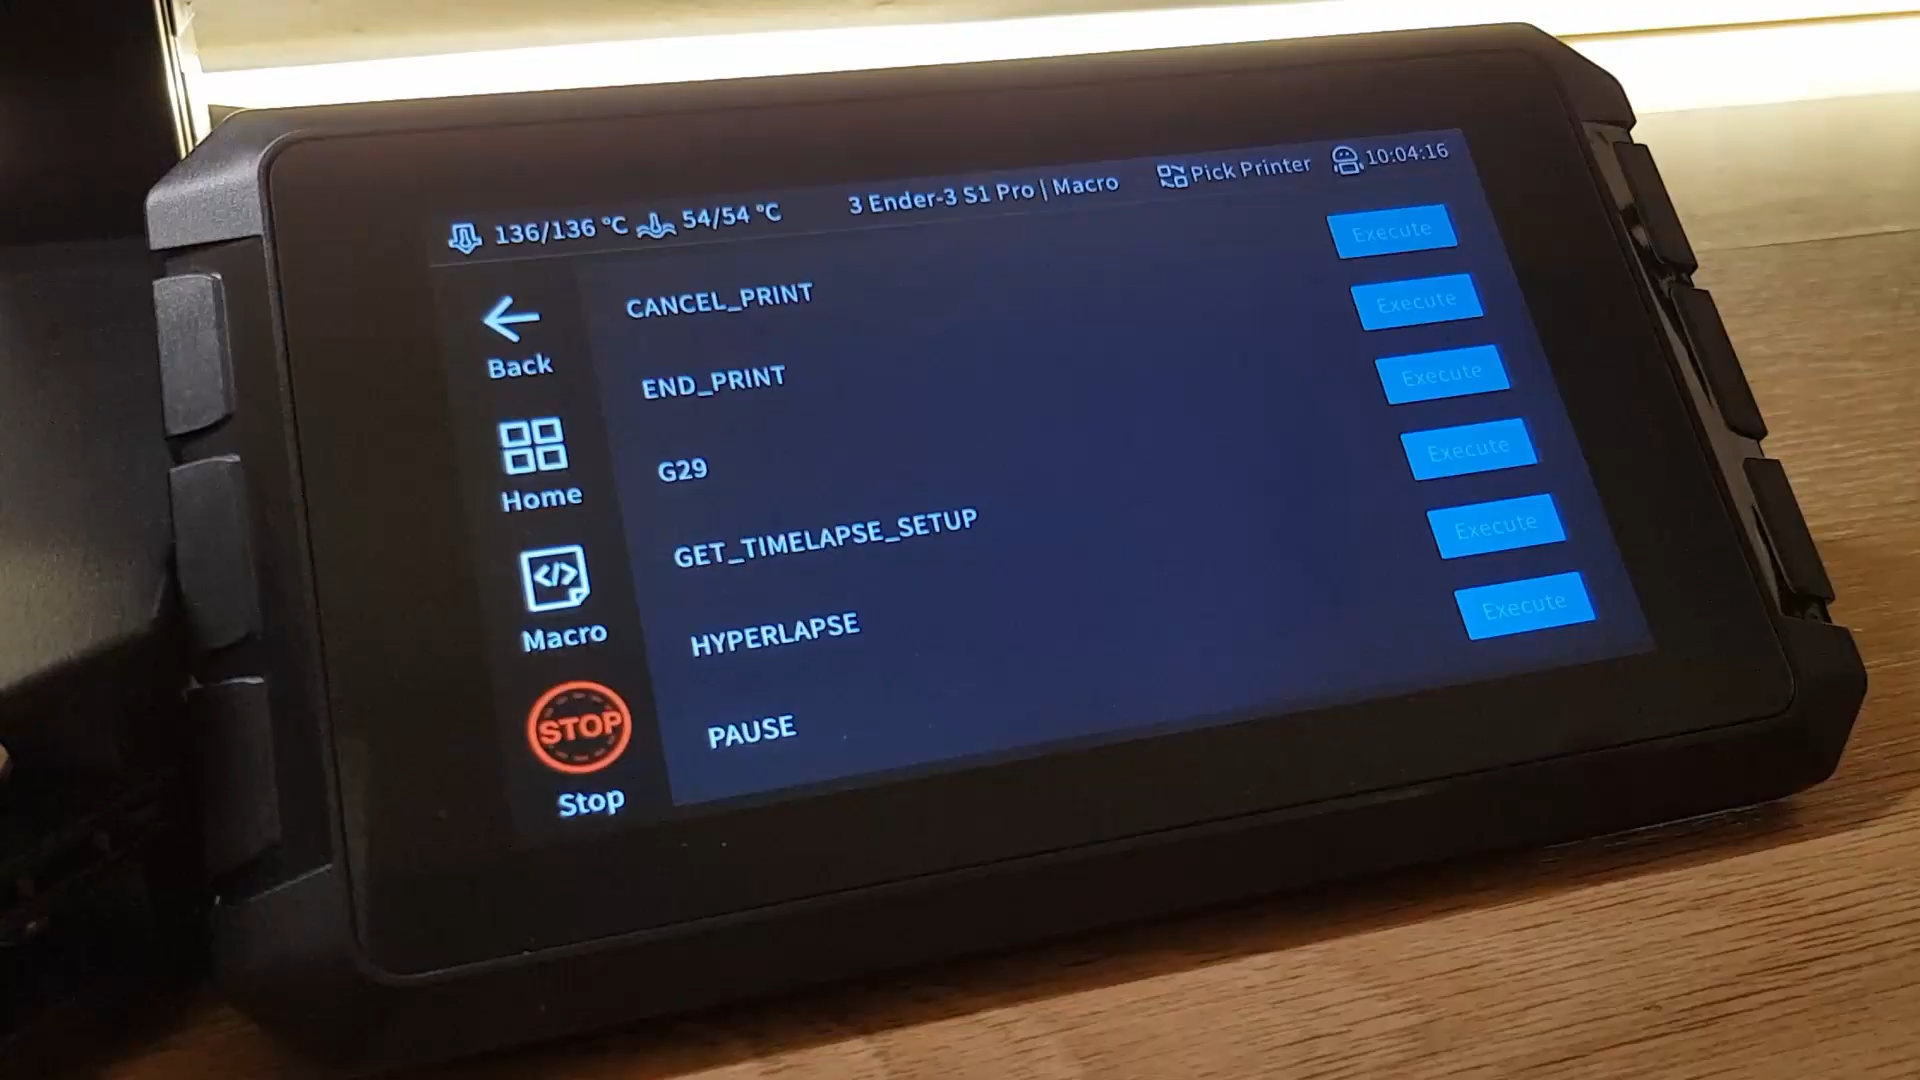 136/136 °C 54/54 °C 3 Ender-3 S1 Pro | Macro Pick Printer 10:04:16
Back
Home
Macro
STOP
Stop
CANCEL_PRINT Execute
END_PRINT Execute
G29 Execute
GET_TIMELAPSE_SETUP Execute
HYPERLAPSE Execute
PAUSE Execute